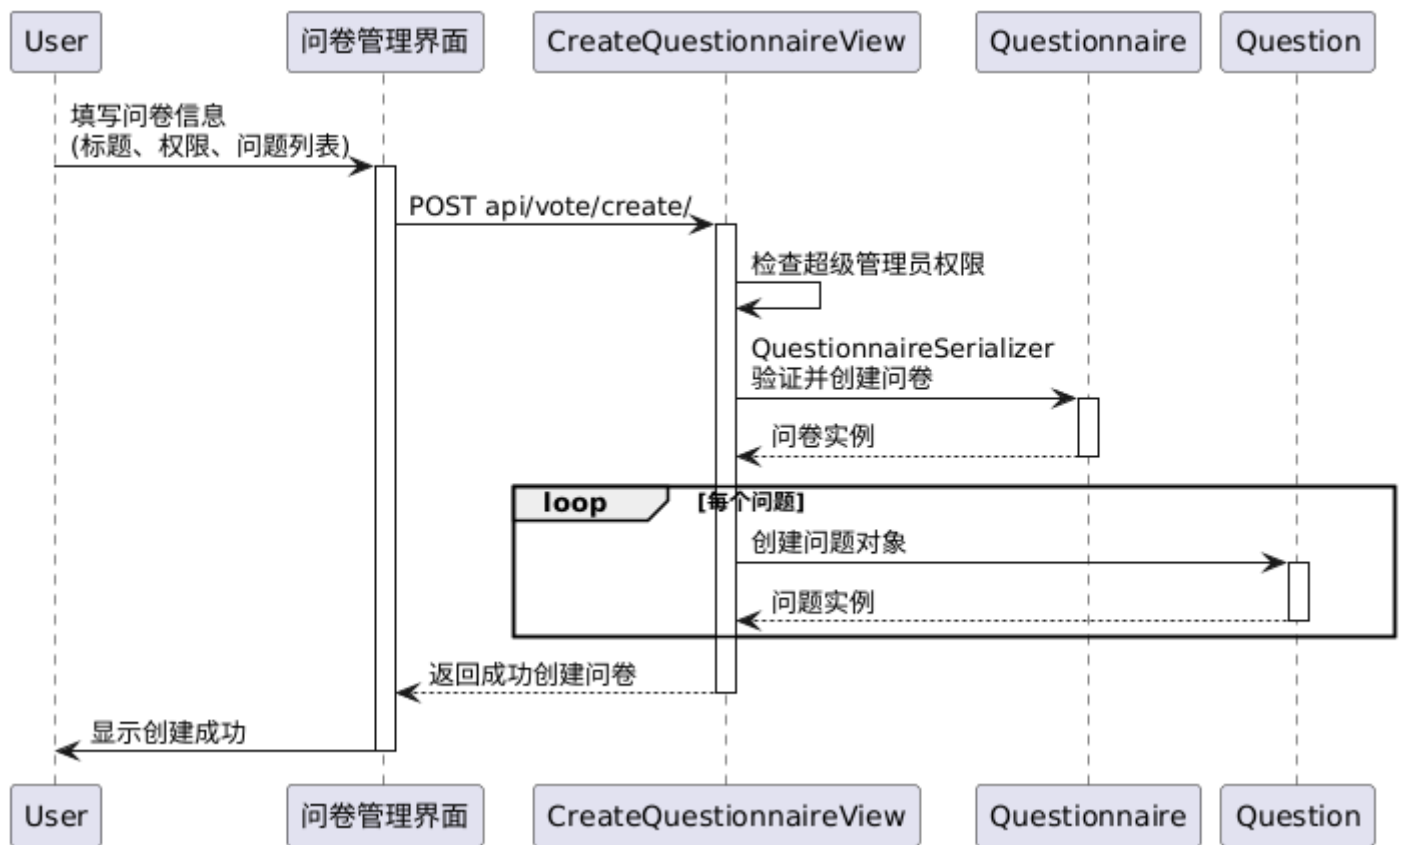 User
问卷管理界面
CreateQuestionnaireView
Questionnaire
Question
填写问卷信息
(标题、权限、问题列表)
POST api/vote/create/
检查超级管理员权限
QuestionnaireSerializer
验证并创建问卷
问卷实例
loop
[每个问题]
创建问题对象
问题实例
返回成功创建问卷
显示创建成功
User
问卷管理界面
CreateQuestionnaireView
Questionnaire
Question